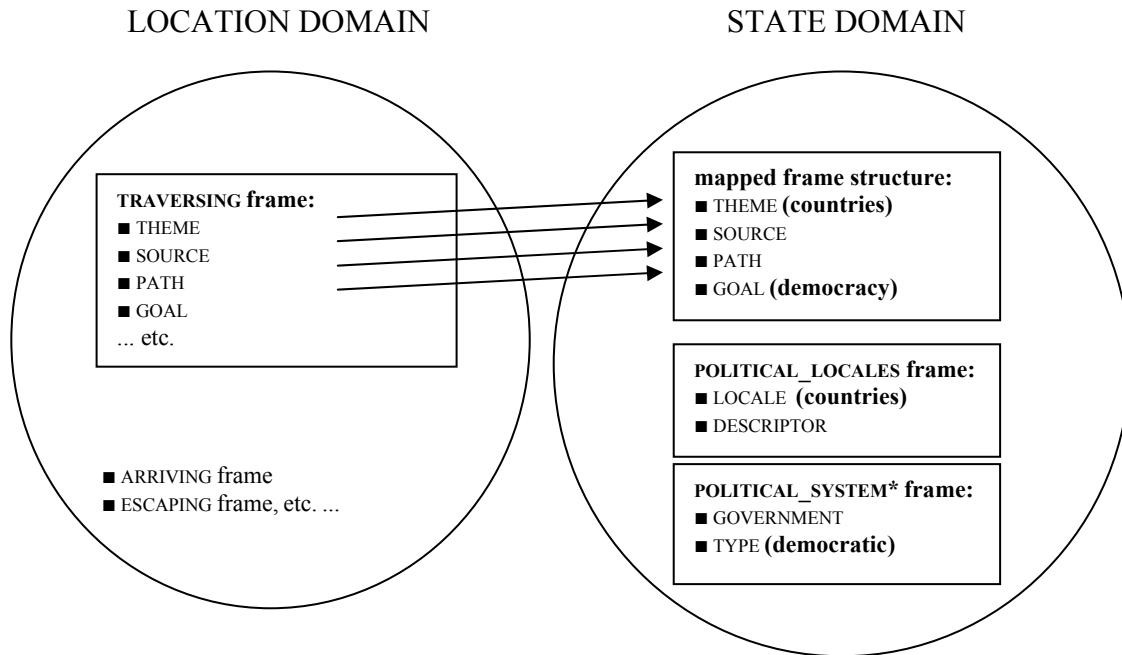 LOCATION DOMAIN
STATE DOMAIN
TRAVERSING frame:
■ THEME
■ SOURCE
■ PATH
■ GOAL
... etc.
■ ARRIVING frame
■ ESCAPING frame, etc. ...
mapped frame structure:
■ THEME (countries)
■ SOURCE
■ PATH
■ GOAL (democracy)
POLITICAL_LOCALES frame:
■ LOCALE (countries)
■ DESCRIPTOR
POLITICAL_SYSTEM* frame:
■ GOVERNMENT
■ TYPE (democratic)